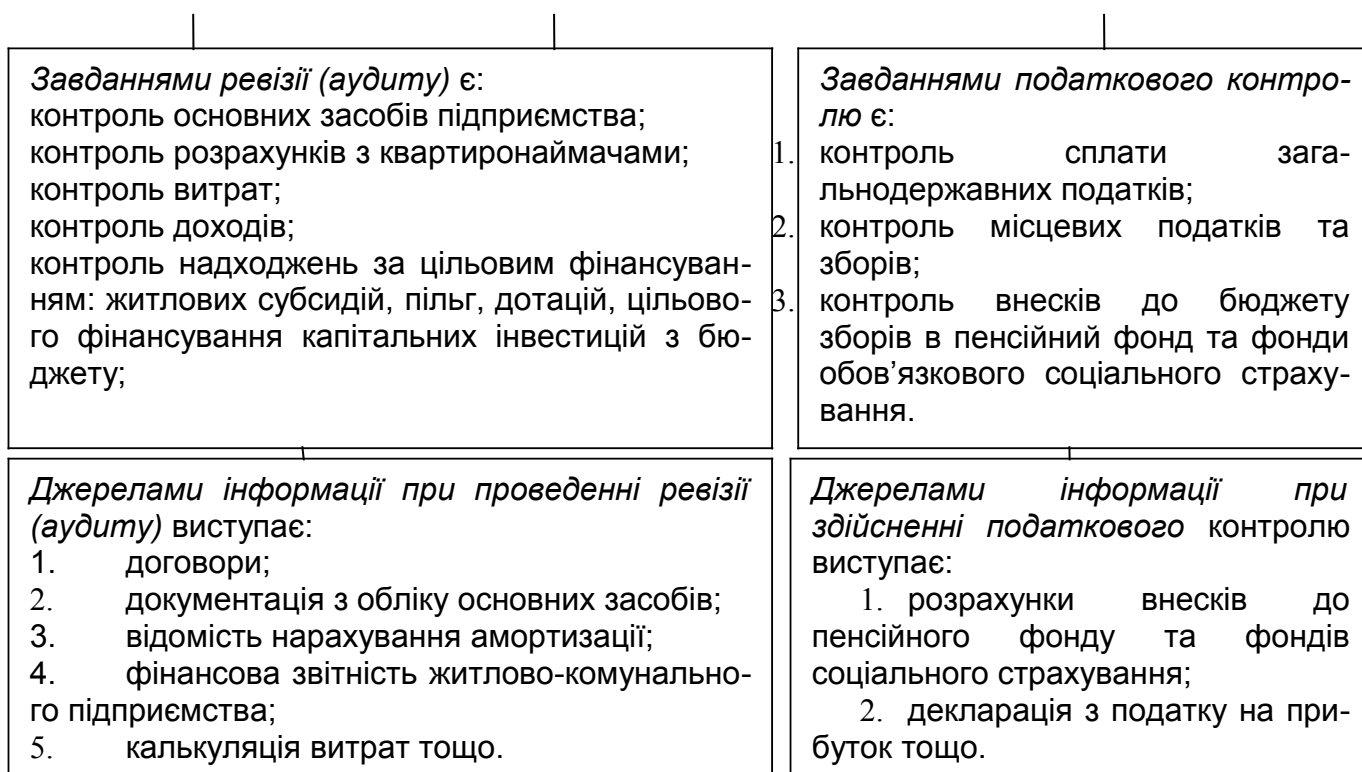 Завданнями ревізії (аудиту) є:
контроль основних засобів підприємства;
контроль розрахунків з квартиронаймачами;
контроль витрат;
контроль доходів;
контроль надходжень за цільовим фінансуван-
ням: житлових субсидій, пільг, дотацій, цільово-
го фінансування капітальних інвестицій з бю-
джету;
Завданнями податкового контро-
лю є:
1. контроль сплати зага-
льнодержавних податків;
2. контроль місцевих податків та
зборів;
3. контроль внесків до бюджету
зборів в пенсійний фонд та фонди
обов’язкового соціального страху-
вання.
Джерелами інформації при проведенні ревізії
(аудиту) виступає:
1. договори;
2. документація з обліку основних засобів;
3. відомість нарахування амортизації;
4. фінансова звітність житлово-комунально-
го підприємства;
5. калькуляція витрат тощо.
Джерелами інформації при
здійсненні податкового контролю
виступає:
1. розрахунки внесків до
пенсійного фонду та фондів
соціального страхування;
2. декларація з податку на при-
буток тощо.